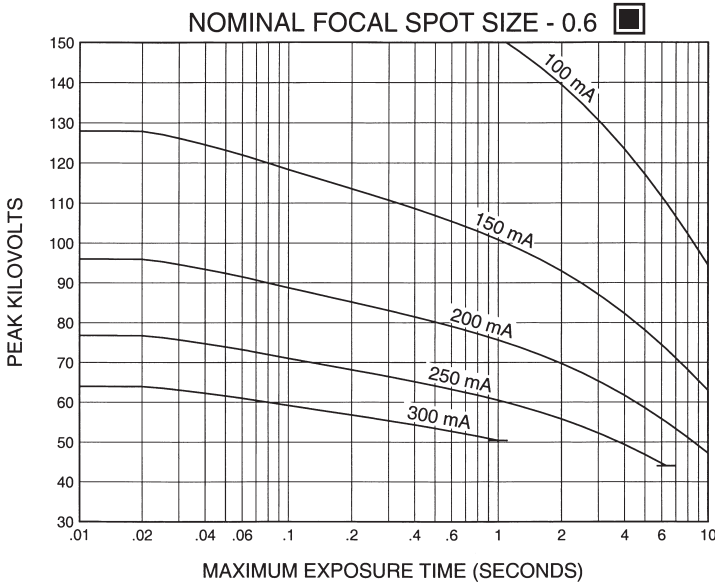 NOMINAL FOCAL SPOT SIZE - 0.6
150
140
130
120
110
100
90
80
70
60
50
40
30
PEAK KILOVOLTS
100 mA
150 mA
200 mA
250 mA
300 mA
.01 .02 .04 .06 .1 .2 .4 .6 1 2 4 6 10
MAXIMUM EXPOSURE TIME (SECONDS)